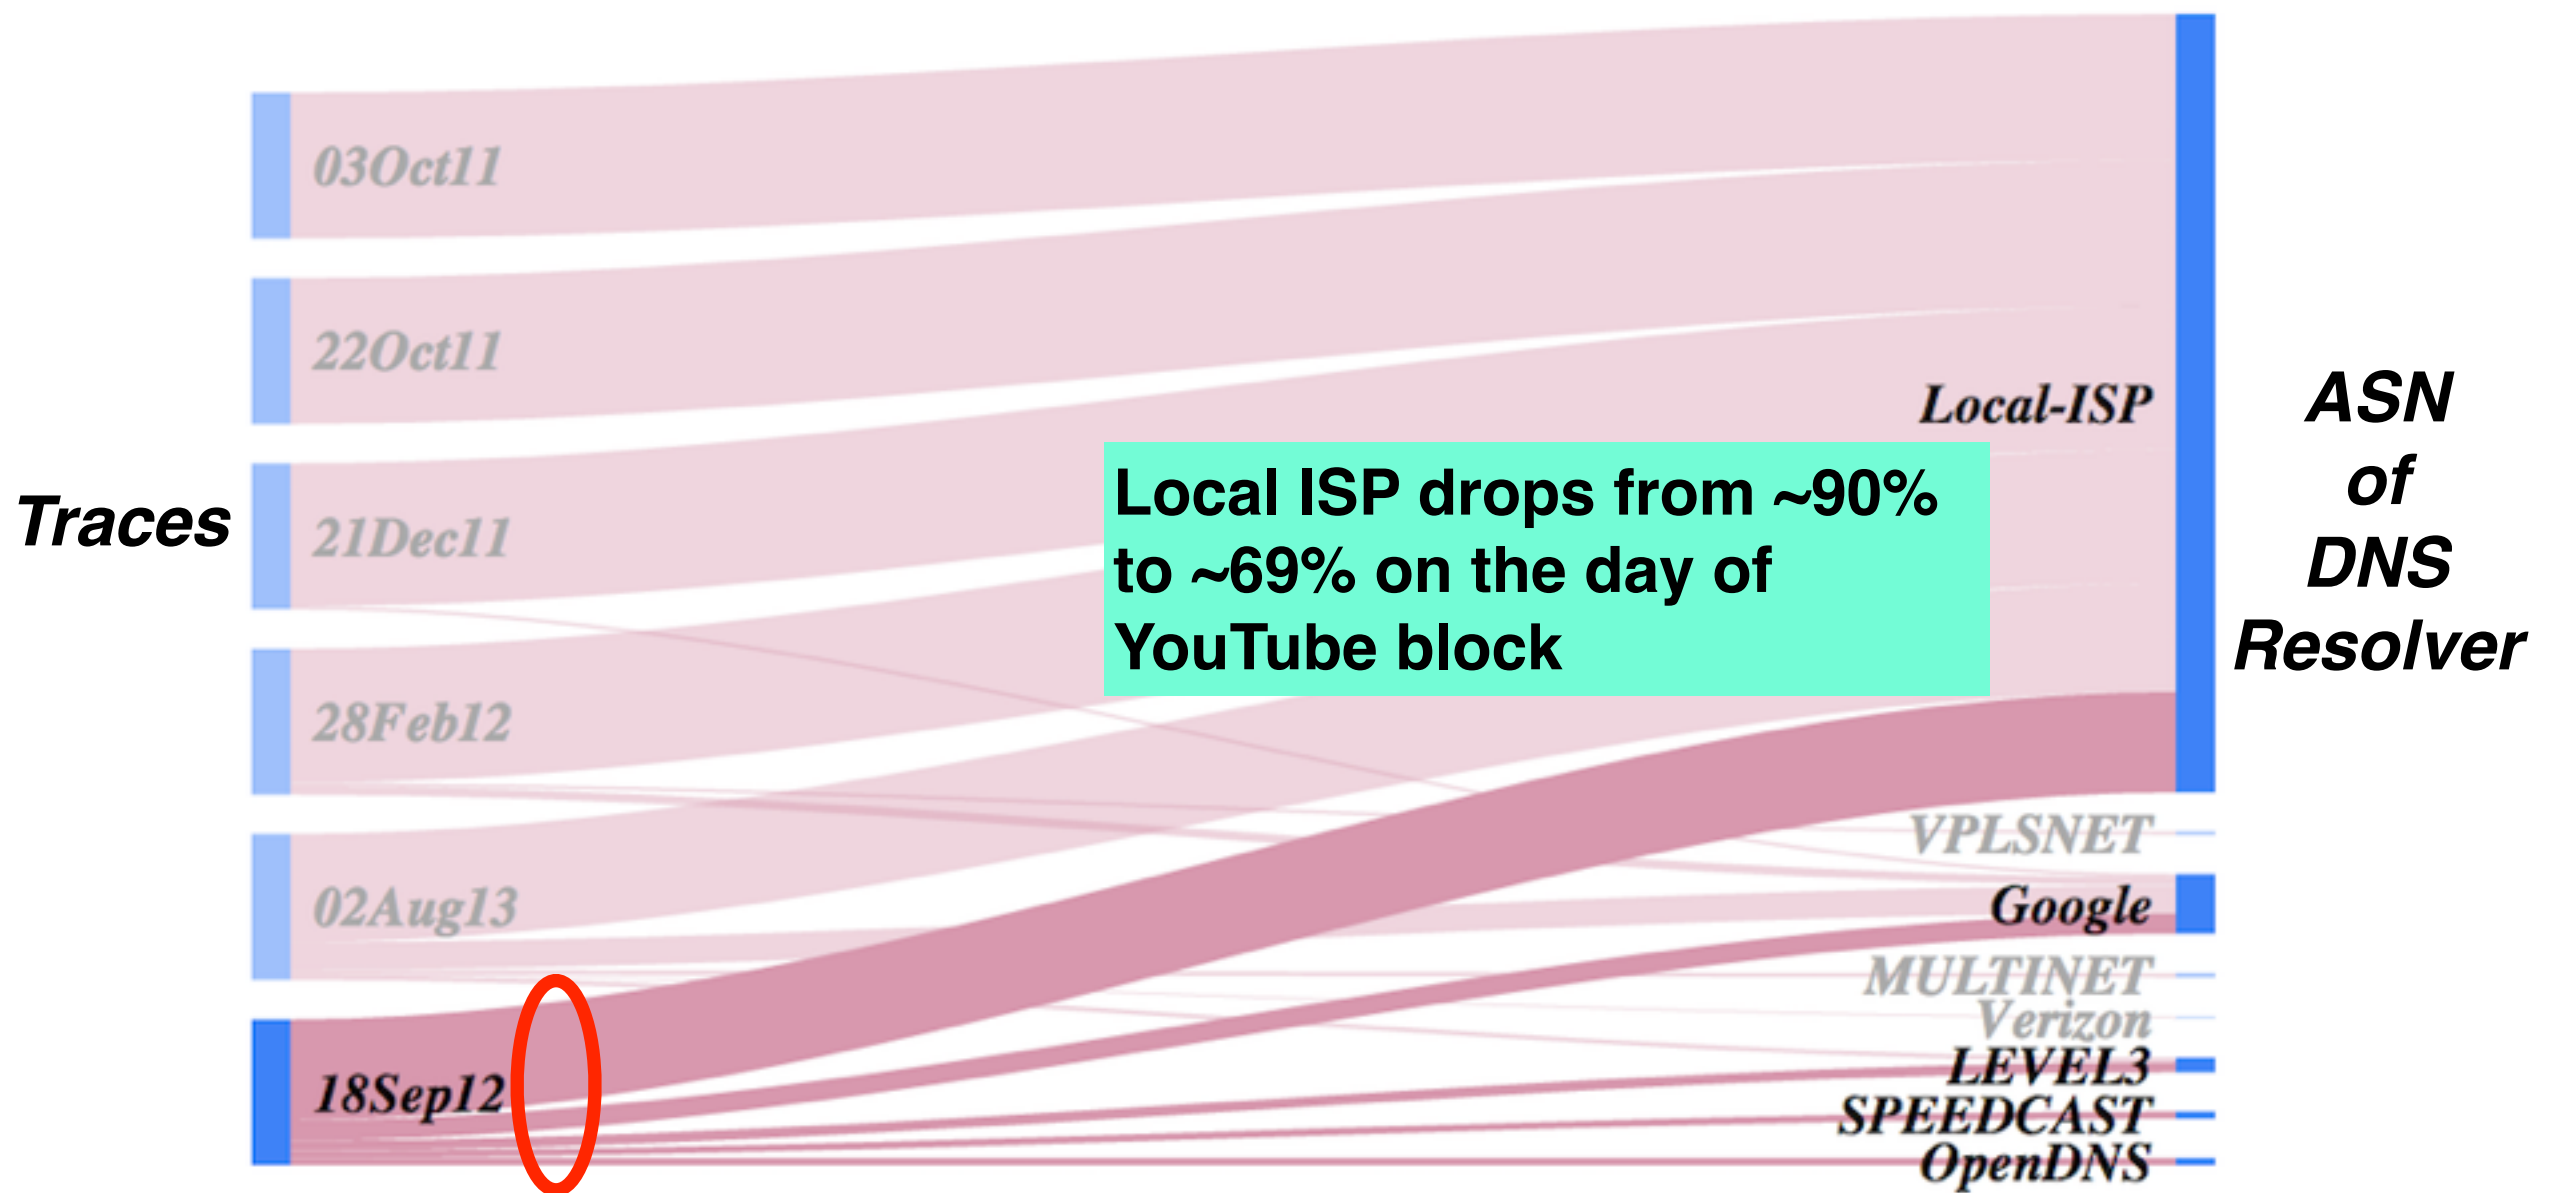 Traces
03Oct11
22Oct11
21Dec11
28Feb12
02Aug13
18Sep12
Local ISP drops from ~90%
to ~69% on the day of
YouTube block
Local-ISP
VPLSNET
Google
MULTINET
Verizon
LEVEL3
SPEEDCAST
OpenDNS
ASN
of
DNS
Resolver